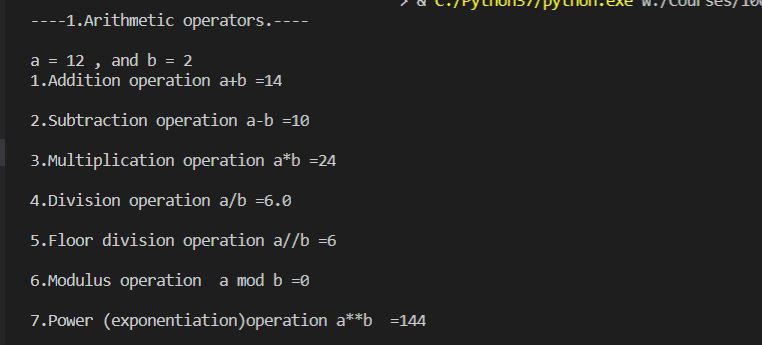 > & C:/Python37/python.exe w:/Courses/100
----1.Arithmetic operators.----
a = 12 , and b = 2
1.Addition operation a+b =14
2.Subtraction operation a-b =10
3.Multiplication operation a*b =24
4.Division operation a/b =6.0
5.Floor division operation a//b =6
6.Modulus operation  a mod b =0
7.Power (exponentiation)operation a**b  =144